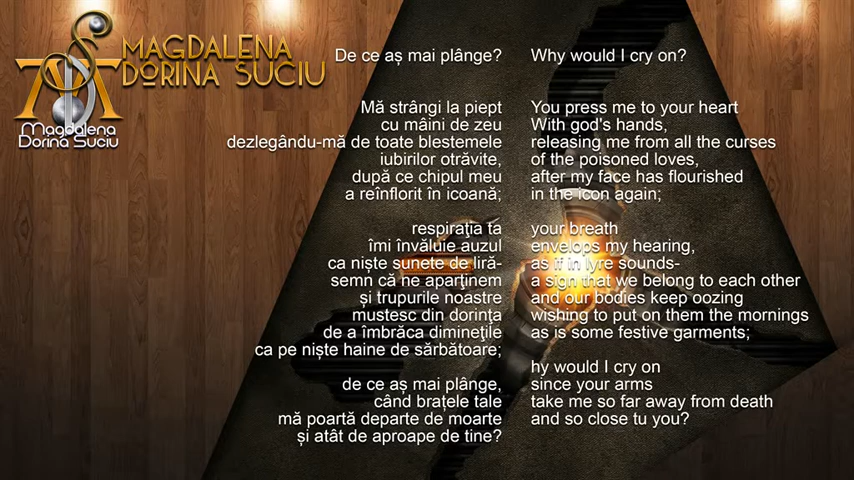 MAGDALENA
DORINA SUCIU
Magdalena
Dorina Suciu
De ce aș mai plânge?
Mă strângi la piept
cu mâini de zeu
dezlegându-mă de toate blestemele
iubirilor otrăvite,
după ce chipul meu
a reînflorit în icoană;
respiraţia ta
îmi învăluie auzul
ca niște sunete de liră-
semn că ne aparţinem
și trupurile noastre
mustesc din dorinţa
de a îmbrăca dimineţile
ca pe niște haine de sărbătoare;
de ce aș mai plânge,
când brațele tale
mă poartă departe de moarte
și atât de aproape de tine?
Why would I cry on?
You press me to your heart
With god's hands,
releasing me from all the curses
of the poisoned loves,
after my face has flourished
in the icon again;
your breath
envelops my hearing,
as if in lyre sounds-
a sign that we belong to each other
and our bodies keep oozing
wishing to put on them the mornings
as is some festive garments;
hy would I cry on
since your arms
take me so far away from death
and so close tu you?